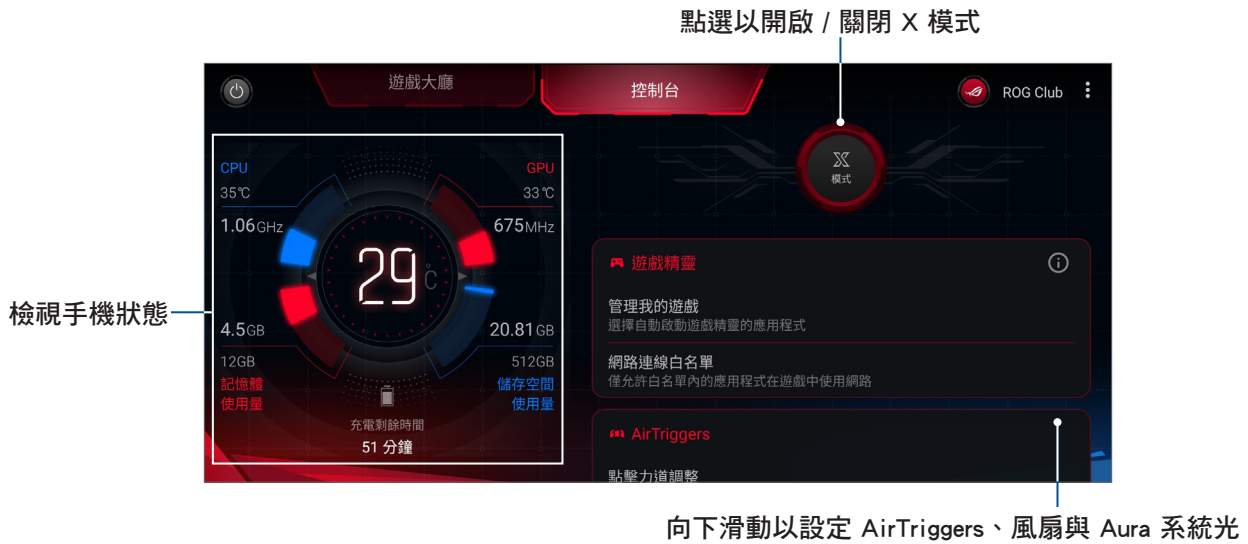 點選以開啟 / 關閉 X 模式
遊戲大廳
控制台
ROG Club
X
模式
CPU
GPU
35℃
33℃
1.06GHz
675MHz
29℃
檢視手機狀態
4.5GB
20.81GB
12GB
512GB
記憶體
使用量
儲存空間
使用量
充電剩餘時間
51 分鐘
遊戲精靈
管理我的遊戲
選擇自動啟動遊戲精靈的應用程式
網路連線白名單
僅允許白名單內的應用程式在遊戲中使用網路
AirTriggers
點擊力道調整
向下滑動以設定 AirTriggers、風扇與 Aura 系統光